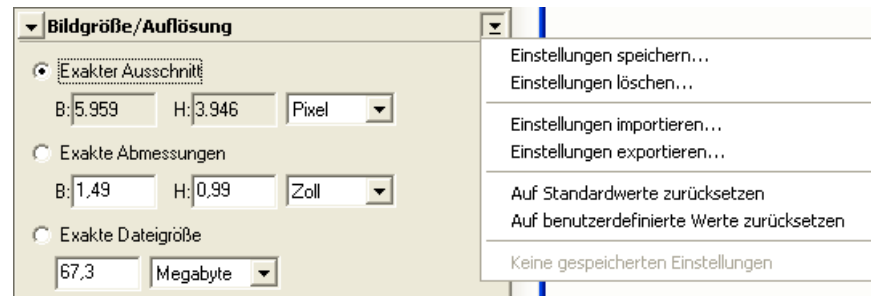 Bildgröße/Auflösung
Exakter Ausschnitt
B: 5.959 H: 3.946 Pixel
Exakte Abmessungen
B: 1,49 H: 0,99 Zoll
Exakte Dateigröße
67,3 Megabyte
Einstellungen speichern...
Einstellungen löschen...
Einstellungen importieren...
Einstellungen exportieren...
Auf Standardwerte zurücksetzen
Auf benutzerdefinierte Werte zurücksetzen
Keine gespeicherten Einstellungen